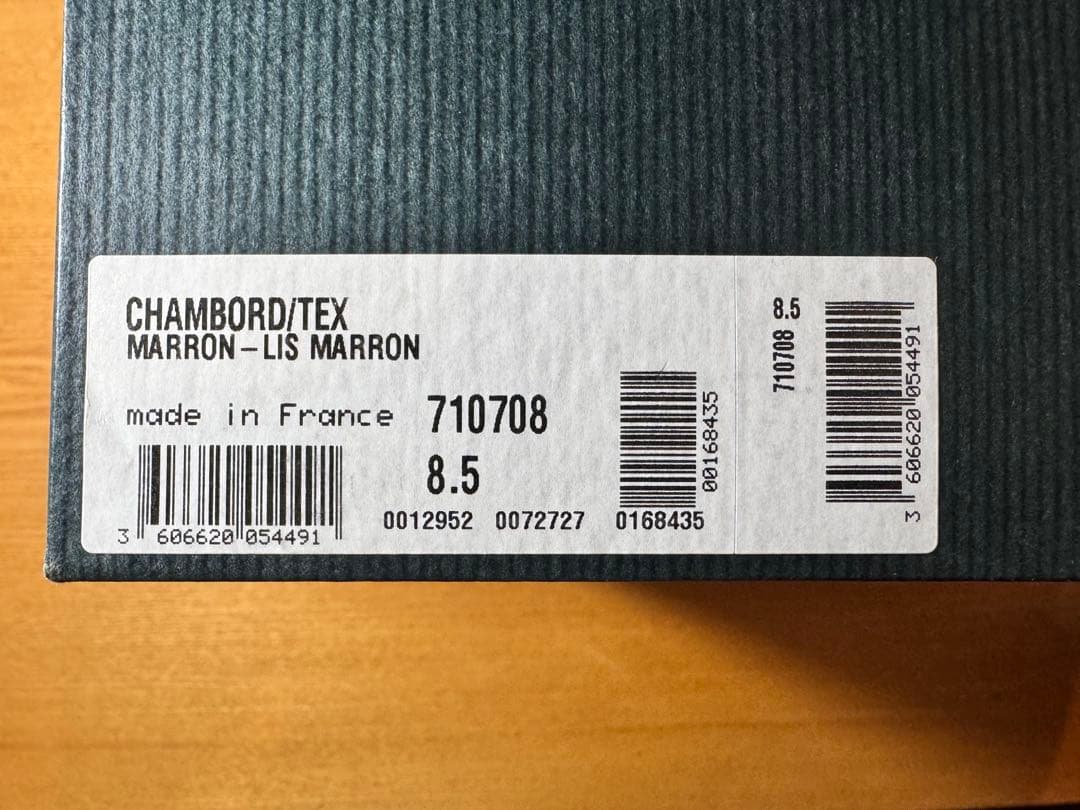 CHAMBORD/TEX
MARRON–LIS MARRON
made in France 710708
8.5
3 606620 054491
0012952 0072727 0168435
00168435
8.5
710708
3 606620 054491